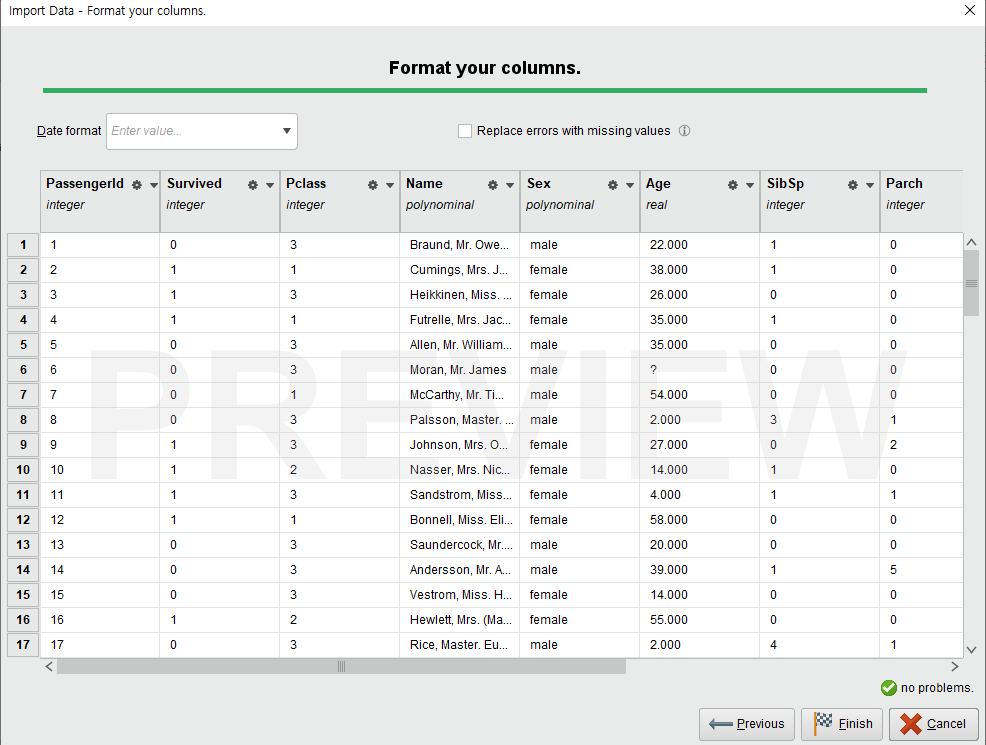 Import Data - Format your columns.
Format your columns.
Date format Enter value... Replace errors with missing values
PassengerId Survived Pclass Name Sex Age SibSp Parch
integer integer integer polynominal polynominal real integer integer
1 1 0 3 Braund, Mr. Owe... male 22.000 1 0
2 2 1 1 Cumings, Mrs. J... female 38.000 1 0
3 3 1 3 Heikkinen, Miss. ... female 26.000 0 0
4 4 1 1 Futrelle, Mrs. Jac... female 35.000 1 0
5 5 0 3 Allen, Mr. William... male 35.000 0 0
6 6 0 3 Moran, Mr. James male ? 0 0
7 7 0 1 McCarthy, Mr. Ti... male 54.000 0 0
8 8 0 3 Palsson, Master. ... male 2.000 3 1
9 9 1 3 Johnson, Mrs. O... female 27.000 0 2
10 10 1 2 Nasser, Mrs. Nic... female 14.000 1 0
11 11 1 3 Sandstrom, Miss... female 4.000 1 1
12 12 1 1 Bonnell, Miss. Eli... female 58.000 0 0
13 13 0 3 Saundercock, Mr.... male 20.000 0 0
14 14 0 3 Andersson, Mr. A... male 39.000 1 5
15 15 0 3 Vestrom, Miss. H... female 14.000 0 0
16 16 1 2 Hewlett, Mrs. (Ma... female 55.000 0 0
17 17 0 3 Rice, Master. Eu... male 2.000 4 1
PREVIEW
no problems.
Previous Finish Cancel